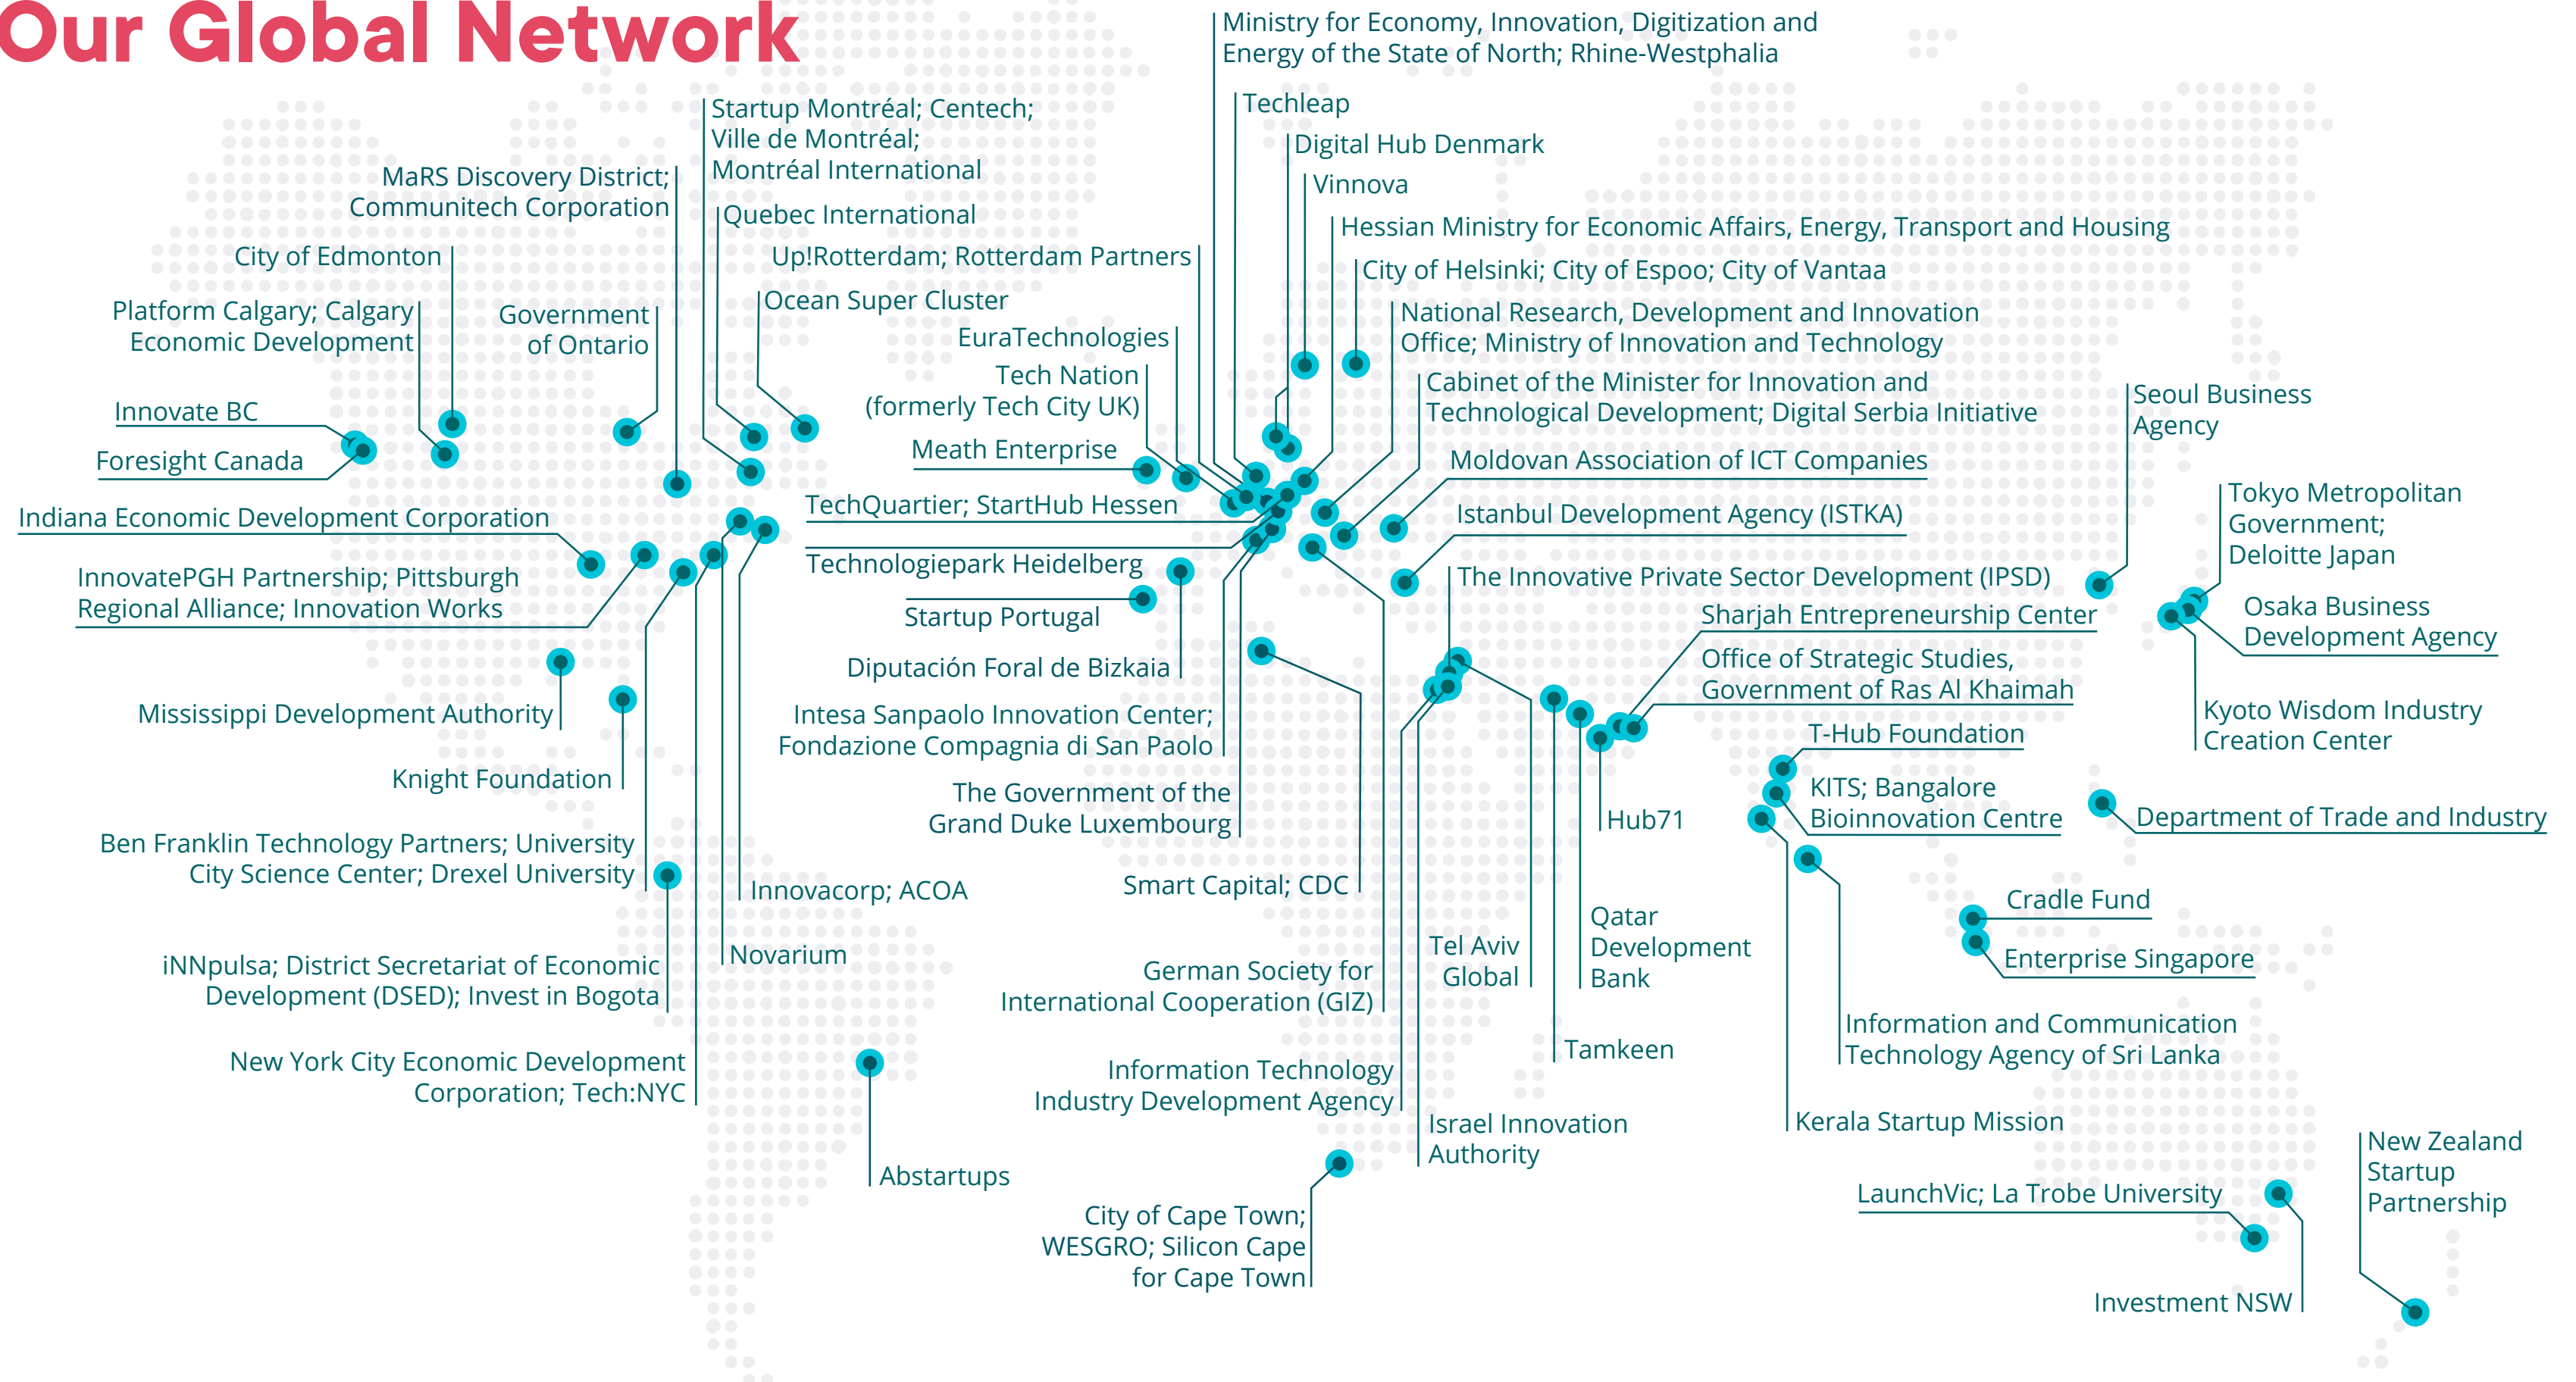 Our Global Network
Ministry for Economy, Innovation, Digitization and
Energy of the State of North; Rhine-Westphalia
Startup Montréal; Centech;
Ville de Montréal;
Montréal International
Techleap
Digital Hub Denmark
MaRS Discovery District;
Communitech Corporation
Vinnova
Quebec International
Hessian Ministry for Economic Affairs, Energy, Transport and Housing
City of Edmonton
Up!Rotterdam; Rotterdam Partners
City of Helsinki; City of Espoo; City of Vantaa
Platform Calgary; Calgary
Economic Development
Government
of Ontario
Ocean Super Cluster
National Research, Development and Innovation
Office; Ministry of Innovation and Technology
EuraTechnologies
Tech Nation
(formerly Tech City UK)
Cabinet of the Minister for Innovation and
Technological Development; Digital Serbia Initiative
Seoul Business
Agency
Innovate BC
Meath Enterprise
Foresight Canada
Moldovan Association of ICT Companies
Tokyo Metropolitan
Government;
Deloitte Japan
TechQuartier; StartHub Hessen
Indiana Economic Development Corporation
Istanbul Development Agency (ISTKA)
Technologiepark Heidelberg
InnovatePGH Partnership; Pittsburgh
Regional Alliance; Innovation Works
The Innovative Private Sector Development (IPSD)
Startup Portugal
Sharjah Entrepreneurship Center
Osaka Business
Development Agency
Diputación Foral de Bizkaia
Office of Strategic Studies,
Government of Ras Al Khaimah
Mississippi Development Authority
Intesa Sanpaolo Innovation Center;
Fondazione Compagnia di San Paolo
Kyoto Wisdom Industry
Creation Center
T-Hub Foundation
Knight Foundation
The Government of the
Grand Duke Luxembourg
Hub71
KITS; Bangalore
Bioinnovation Centre
Department of Trade and Industry
Ben Franklin Technology Partners; University
City Science Center; Drexel University
Innovacorp; ACOA
Smart Capital; CDC
Cradle Fund
Qatar
Development
Bank
Tel Aviv
Global
Novarium
Enterprise Singapore
iNNpulsa; District Secretariat of Economic
Development (DSED); Invest in Bogota
German Society for
International Cooperation (GIZ)
Information and Communication
Technology Agency of Sri Lanka
New York City Economic Development
Corporation; Tech:NYC
Tamkeen
Information Technology
Industry Development Agency
Israel Innovation
Authority
Kerala Startup Mission
Abstartups
New Zealand
Startup
Partnership
LaunchVic; La Trobe University
City of Cape Town;
WESGRO; Silicon Cape
for Cape Town
Investment NSW